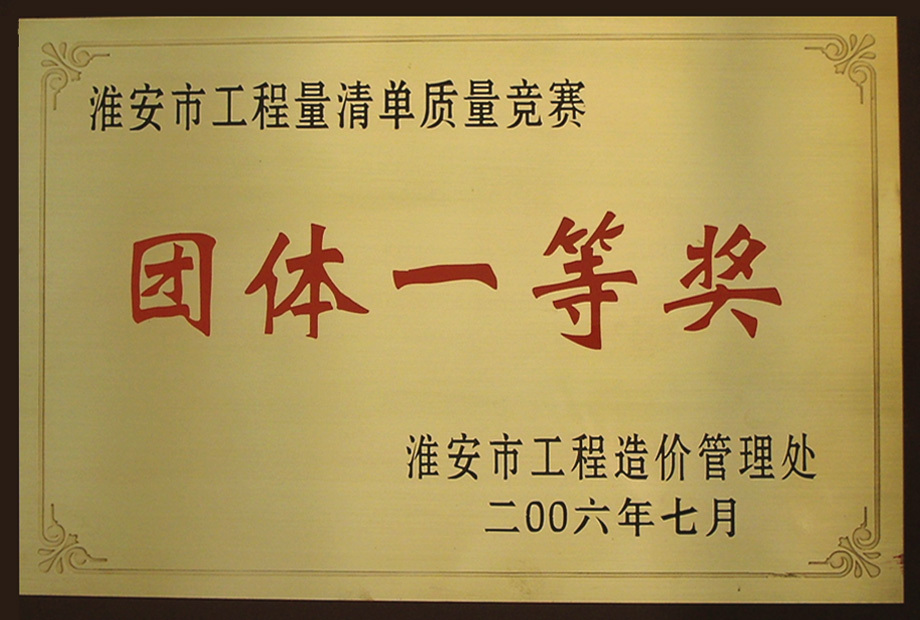 淮安市工程量清单质量竞赛
团体一等奖
淮安市工程造价管理处
二00六年七月